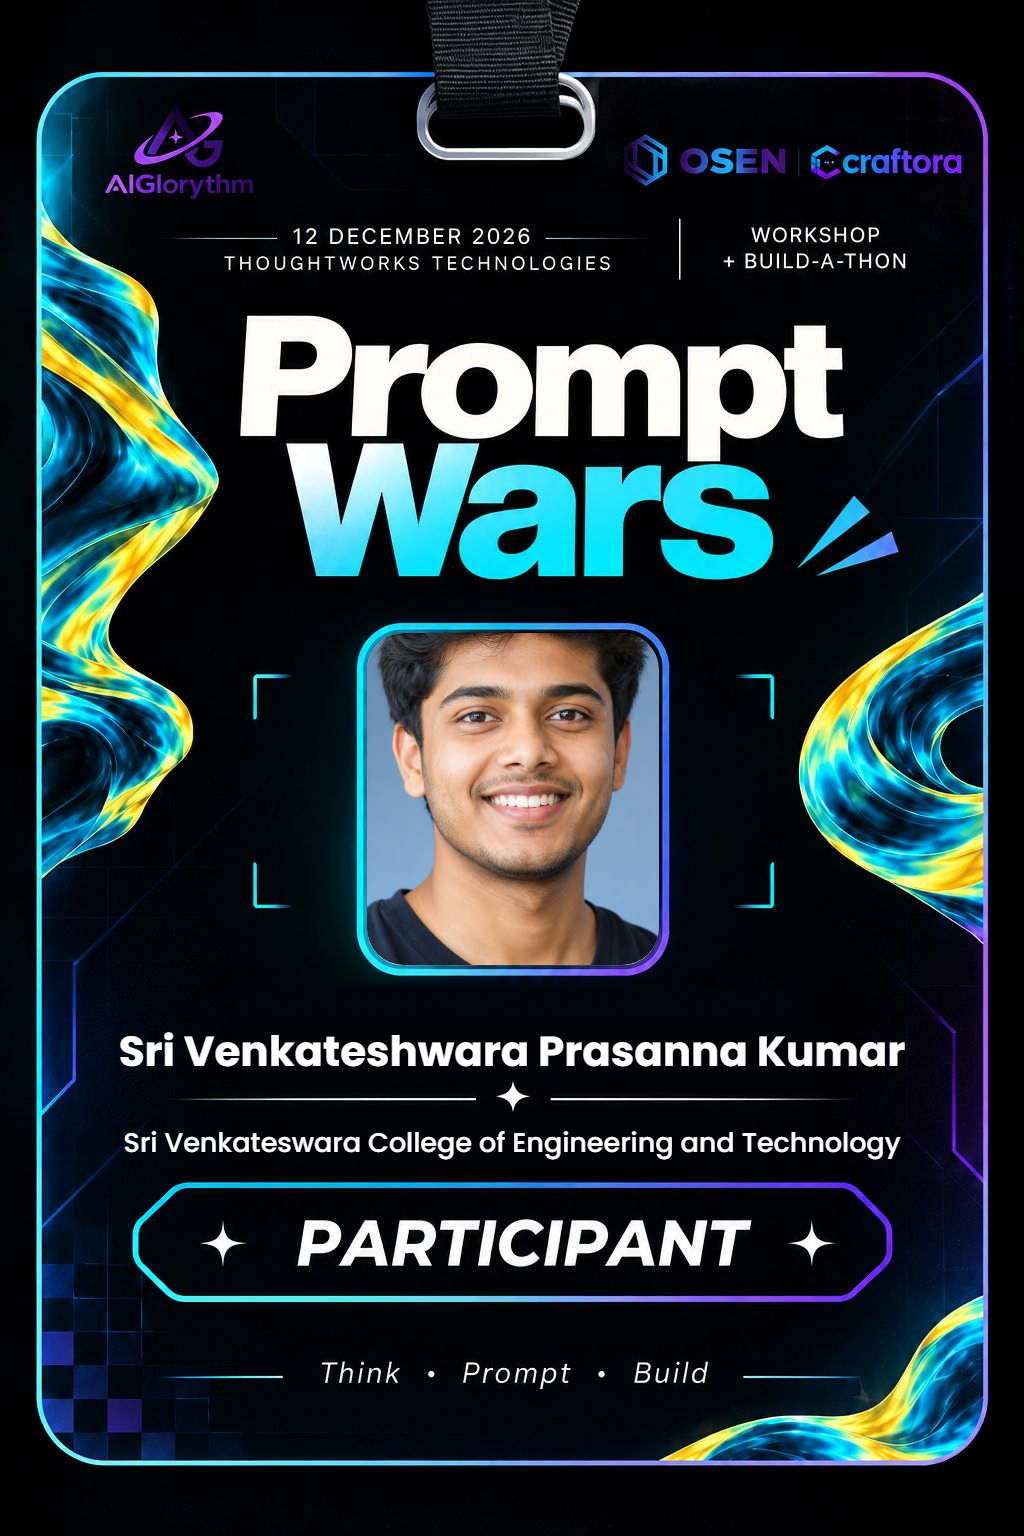 AIGlorythm
OSEN | craftora
12 DECEMBER 2026
THOUGHTWORKS TECHNOLOGIES
WORKSHOP
+ BUILD-A-THON
Prompt
Wars
Sri Venkateshwara Prasanna Kumar
Sri Venkateswara College of Engineering and Technology
PARTICIPANT
Think • Prompt • Build